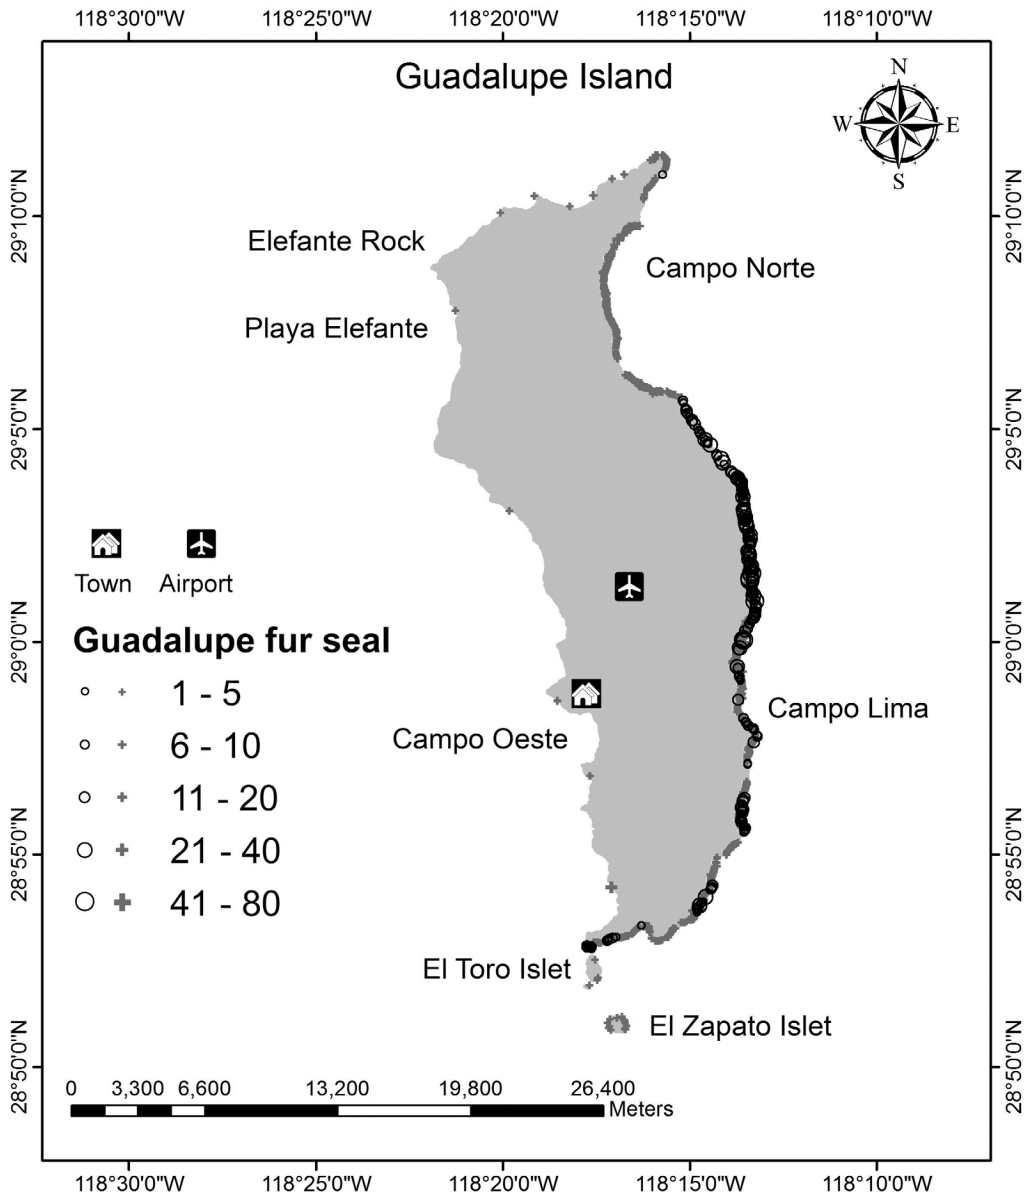 118°30'0"W 118°25'0"W 118°20'0"W 118°15'0"W 118°10'0"W
Guadalupe Island
N
W E
S
29°10'0"N 29°10'0"N
Elefante Rock
Campo Norte
Playa Elefante
29°5'0"N 29°5'0"N
Town Airport
Guadalupe fur seal
29°0'0"N 29°0'0"N
1 - 5
Campo Lima
Campo Oeste
6 - 10
11 - 20
21 - 40
28°55'0"N 28°55'0"N
41 - 80
El Toro Islet
El Zapato Islet
28°50'0"N 28°50'0"N
0 3,300 6,600 13,200 19,800 26,400
Meters
118°30'0"W 118°25'0"W 118°20'0"W 118°15'0"W 118°10'0"W